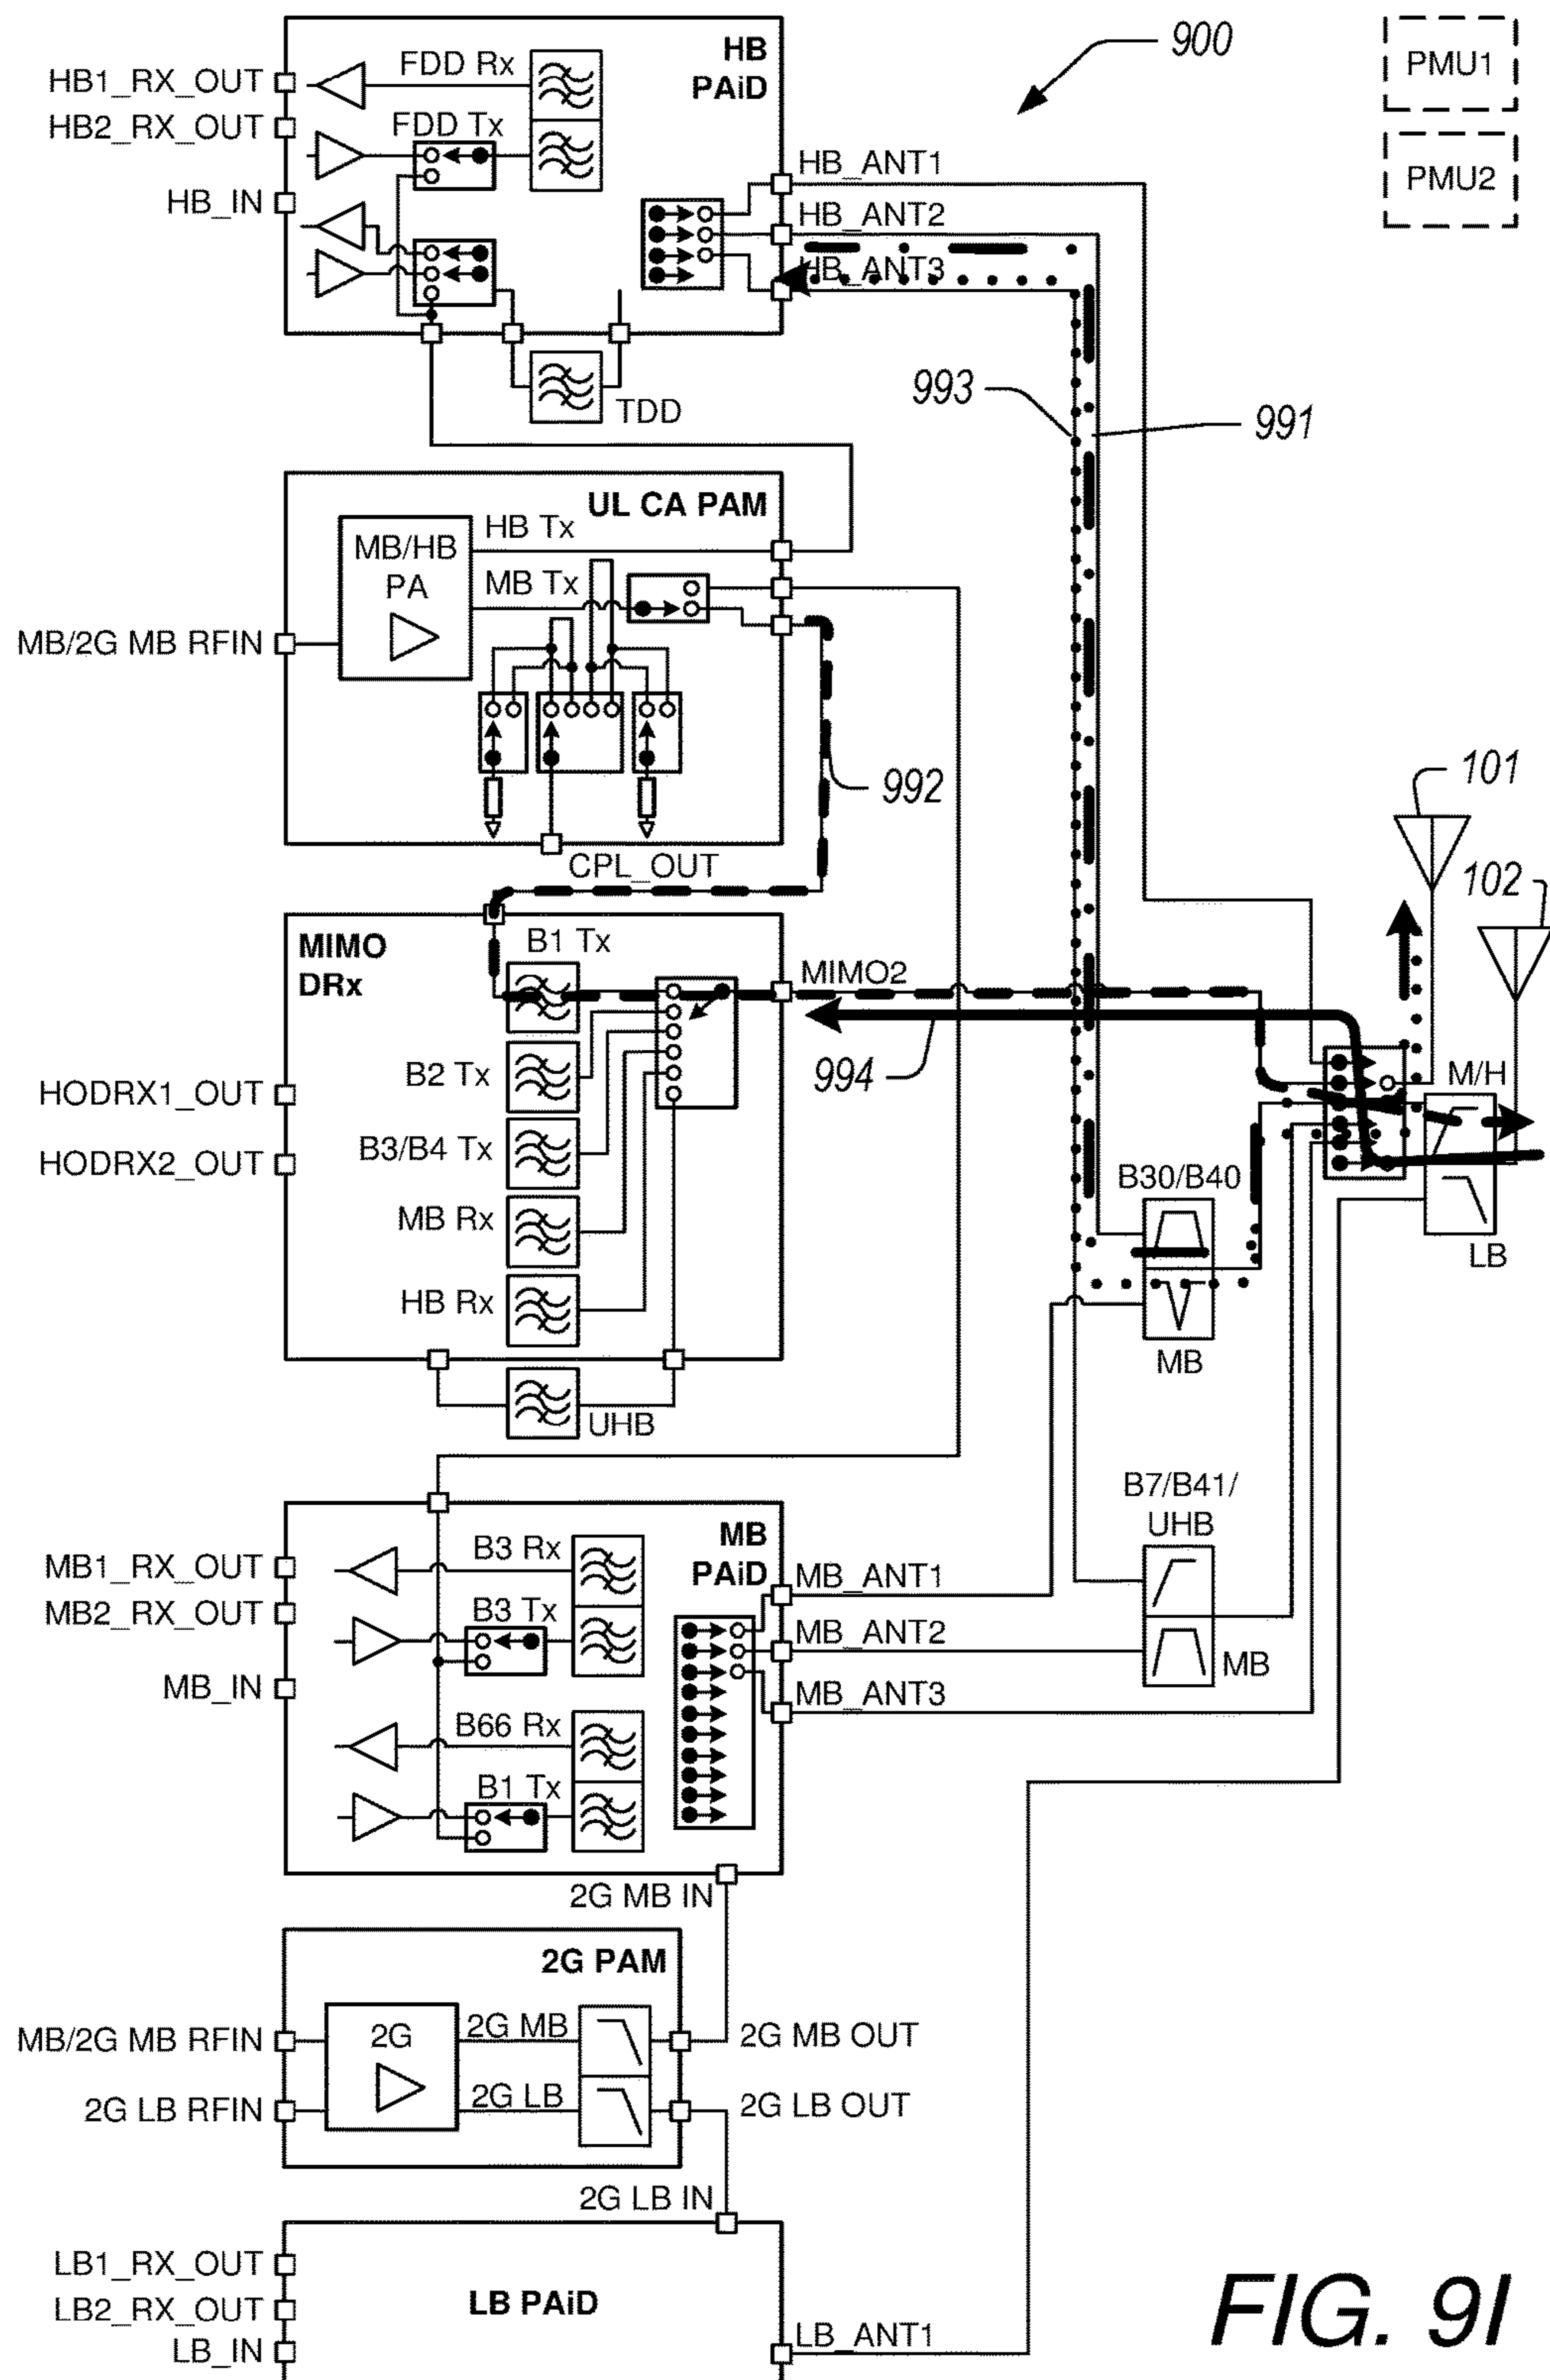 900
PMU1
PMU2
HB
PAiD
HB1_RX_OUT
FDD Rx
HB2_RX_OUT
FDD Tx
HB_IN
HB_ANT1
HB_ANT2
HB_ANT3
TDD
993
991
UL CA PAM
MB/HB
PA
HB Tx
MB Tx
MB/2G MB RFIN
992
CPL_OUT
101
102
MIMO
DRx
B1 Tx
MIMO2
994
M/H
B2 Tx
HODRX1_OUT
B3/B4 Tx
HODRX2_OUT
B30/B40
MB Rx
LB
HB Rx
MB
UHB
B7/B41/
UHB
MB
PAiD
MB1_RX_OUT
B3 Rx
MB_ANT1
MB2_RX_OUT
B3 Tx
MB_ANT2
MB
MB_IN
MB_ANT3
B66 Rx
B1 Tx
2G MB IN
2G PAM
MB/2G MB RFIN
2G
2G MB
2G MB OUT
2G LB RFIN
2G LB
2G LB OUT
2G LB IN
LB1_RX_OUT
LB2_RX_OUT
LB PAiD
LB_IN
LB_ANT1
FIG. 9I